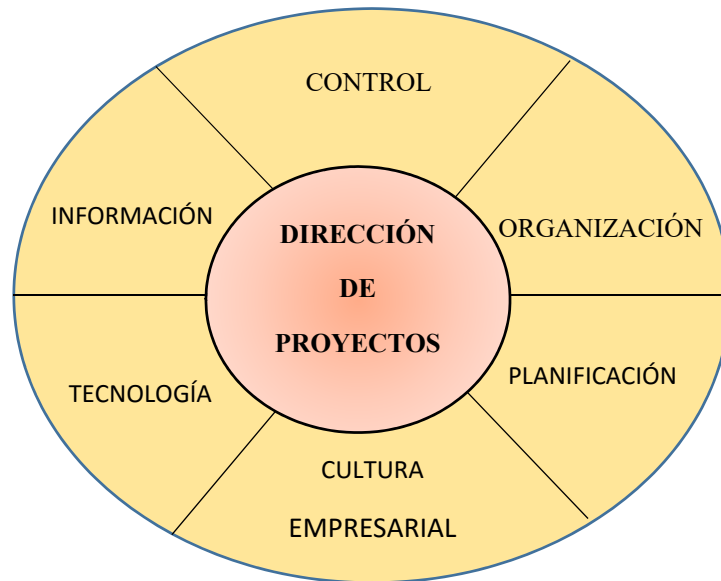 CONTROL
INFORMACIÓN
ORGANIZACIÓN
DIRECCIÓN
DE
PROYECTOS
TECNOLOGÍA
PLANIFICACIÓN
CULTURA
EMPRESARIAL